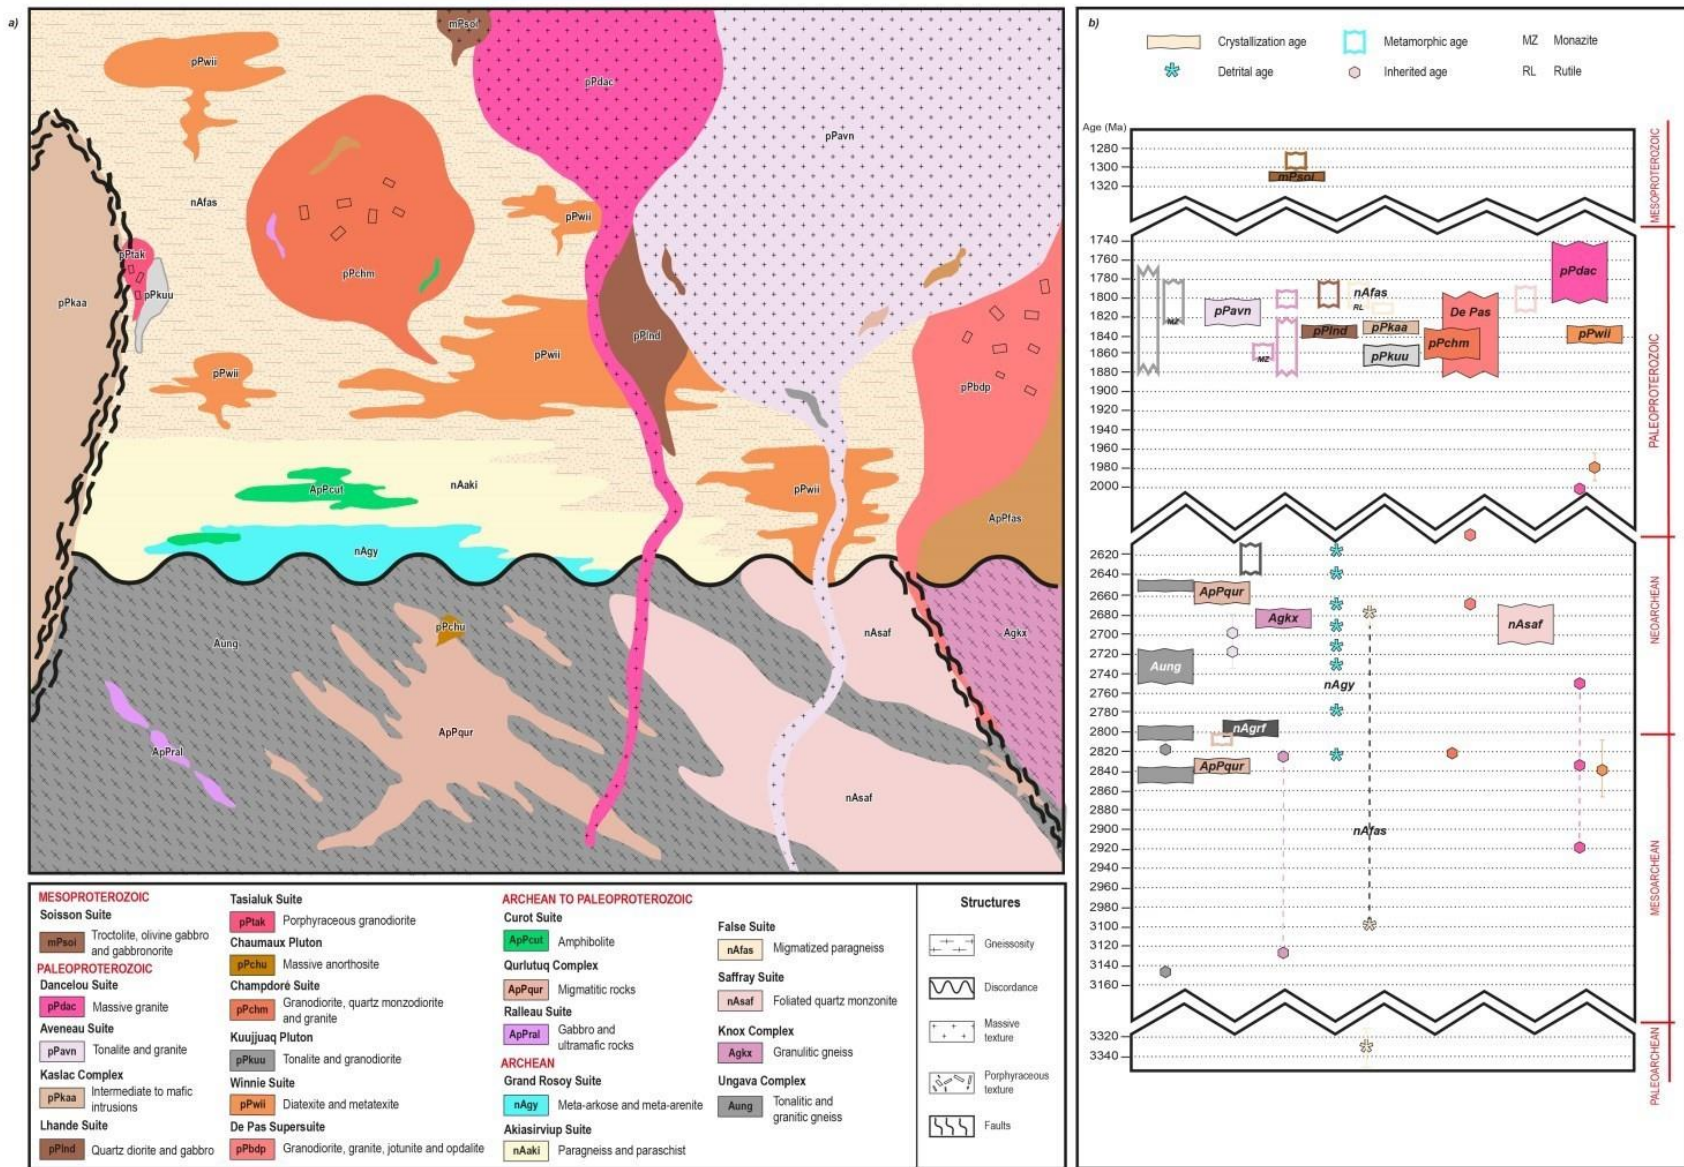 a)
mPsoi
pPwii
pPdac
pPavn
nAfas
pPwii
pPtak
pPchm
pPkaa
pPkuu
pPlnd
pPwii
pPwii
pPbdp
ApPcut
nAaki
pPwii
ApPfas
nAgy
pPchu
Aung
nAsaf
Agkx
ApPqur
ApPral
nAsaf
MESOPROTEROZOIC
Soisson Suite
mPsoi Troctolite, olivine gabbro
and gabbronorite
PALEOPROTEROZOIC
Dancelou Suite
pPdac Massive granite
Aveneau Suite
pPavn Tonalite and granite
Kaslac Complex
pPkaa Intermediate to mafic
intrusions
Lhande Suite
pPlnd Quartz diorite and gabbro
Tasialuk Suite
pPtak Porphyraceous granodiorite
Chaumaux Pluton
pPchu Massive anorthosite
Champdoré Suite
pPchm Granodiorite, quartz monzodiorite
and granite
Kuujjuaq Pluton
pPkuu Tonalite and granodiorite
Winnie Suite
pPwii Diatexite and metatexite
De Pas Supersuite
pPbdp Granodiorite, granite, jotunite and opdalite
ARCHEAN TO PALEOPROTEROZOIC
Curot Suite
ApPcut Amphibolite
Qurlutuq Complex
ApPqur Migmatitic rocks
Ralleau Suite
ApPral Gabbro and
ultramafic rocks
ARCHEAN
Grand Rosoy Suite
nAgy Meta-arkose and meta-arenite
Akiasirviup Suite
nAaki Paragneiss and paraschist
False Suite
nAfas Migmatized paragneiss
Saffray Suite
nAsaf Foliated quartz monzonite
Knox Complex
Agkx Granulitic gneiss
Ungava Complex
Aung Tonalitic and
granitic gneiss
Structures
Gneissosity
Discordance
Massive
texture
Porphyraceous
texture
Faults
b)
Crystallization age
Metamorphic age
MZ Monazite
Detrital age
Inherited age
RL Rutile
Age (Ma)
1280
1300
1320
1740
1760
1780
1800
1820
1840
1860
1880
1900
1920
1940
1960
1980
2000
2620
2640
2660
2680
2700
2720
2740
2760
2780
2800
2820
2840
2860
2880
2900
2920
2940
2960
2980
3100
3120
3140
3160
3320
3340
mPsoi
pPdac
nAfas
RL
MZ
pPavn
De Pas
pPlnd
pPkaa
pPwii
pPchm
pPkuu
MZ
ApPqur
Agkx
nAsaf
Aung
nAgy
nAgrf
ApPqur
nAfas
MESOPROTEROZOIC
PALEOPROTEROZOIC
NEOARCHEAN
MESOARCHEAN
PALEOARCHEAN